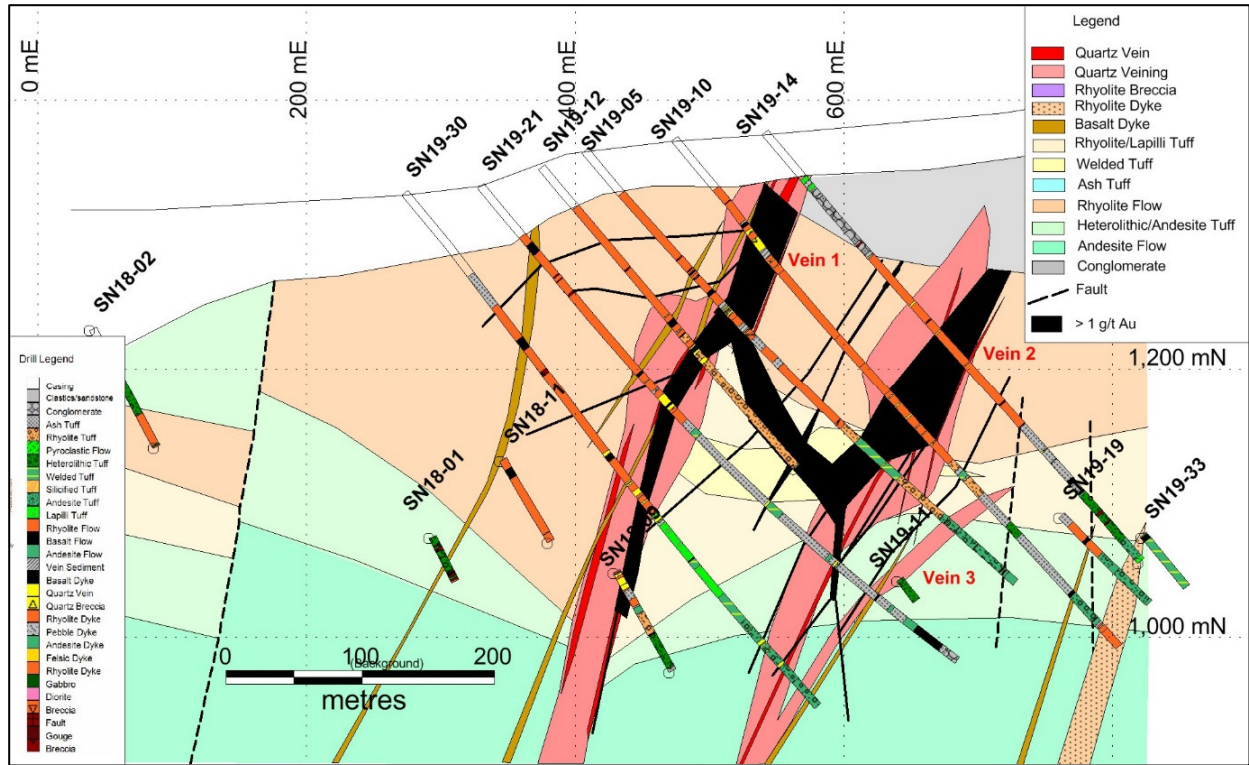 0 mE
200 mE
400 mE
600 mE
SN18-02
SN19-30
SN19-21
SN19-12
SN19-05
SN19-10
SN19-14
Legend
Quartz Vein
Quartz Veining
Rhyolite Breccia
Rhyolite Dyke
Basalt Dyke
Rhyolite/Lapilli Tuff
Welded Tuff
Ash Tuff
Rhyolite Flow
Heterolithic/Andesite Tuff
Andesite Flow
Conglomerate
Fault
> 1 g/t Au
Vein 1
Vein 2
Vein 3
1,200 mN
1,000 mN
SN18-01
SN18-11
SN19-11
SN19-19
SN19-33
Drill Legend
Casing
Clastics/sandstone
Conglomerate
Ash Tuff
Rhyolite Tuff
Pyroclastic Flow
Heterolithic Tuff
Welded Tuff
Silicified Tuff
Andesite Tuff
Lapilli Tuff
Rhyolite Flow
Basalt Flow
Andesite Flow
Vein Sediment
Basalt Dyke
Quartz Vein
Quartz Breccia
Rhyolite Dyke
Pebble Dyke
Andesite Dyke
Felsic Dyke
Rhyolite Dyke
Gabbro
Diorite
Breccia
Fault
Gouge
Breccia
0 100 200
(Background)
metres